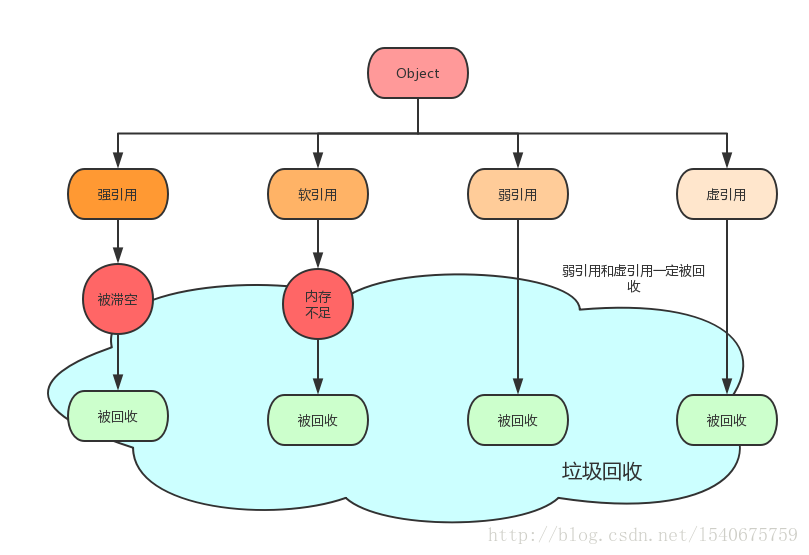 Object
强引用
软引用
弱引用
虚引用
弱引用和虚引用一定被回
收
被滞空
内存
不足
被回收
被回收
被回收
被回收
垃圾回收
http://blog.csdn.net/1540675759